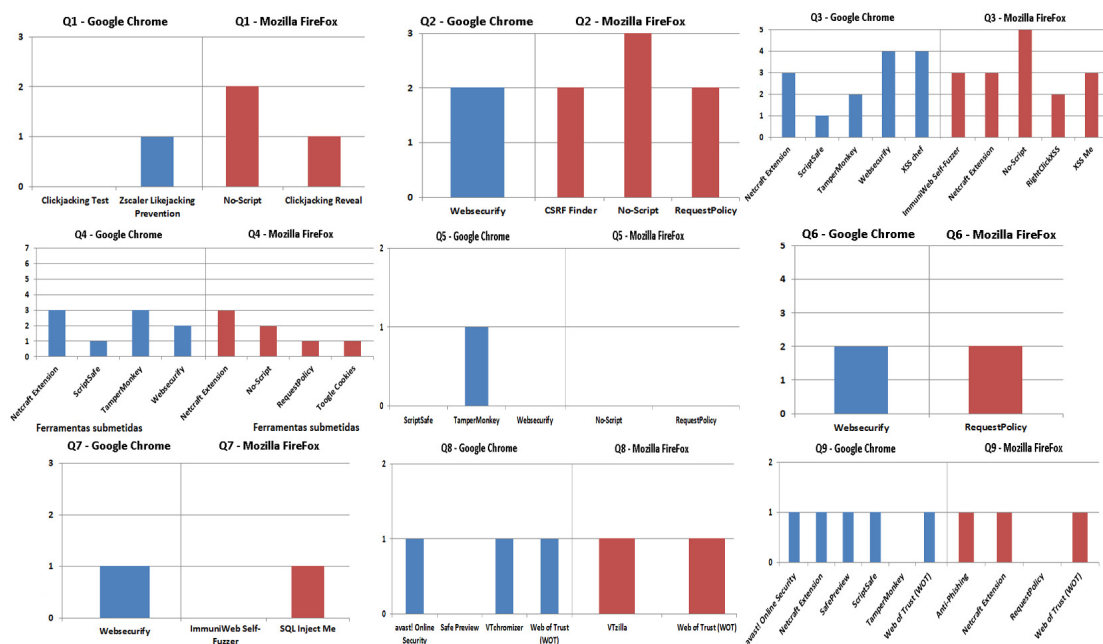 Q1 - Google Chrome
Q1 - Mozilla FireFox
3
2
1
0
Clickjacking Test
Zscaler Likejacking
Prevention
No-Script
Clickjacking Reveal
Q2 - Google Chrome
Q2 - Mozilla FireFox
3
2
1
0
Websecurify
CSRF Finder
No-Script
RequestPolicy
Q3 - Google Chrome
Q3 - Mozilla FireFox
5
4
3
2
1
0
Netcraft Extension
ScriptSafe
TamperMonkey
Websecurify
XSS chef
ImmuniWeb Self-Fuzzer
Netcraft Extension
No-Script
RightClickXSS
XSS Me
Q4 - Google Chrome
Q4 - Mozilla FireFox
7
6
5
4
3
2
1
0
Netcraft Extension
ScriptSafe
TamperMonkey
Websecurify
Netcraft Extension
No-Script
RequestPolicy
Toogle Cookies
Ferramentas submetidas
Ferramentas submetidas
Q5 - Google Chrome
Q5 - Mozilla FireFox
2
1
0
ScriptSafe
TamperMonkey
Websecurify
No-Script
RequestPolicy
Q6 - Google Chrome
Q6 - Mozilla FireFox
5
4
3
2
1
0
Websecurify
RequestPolicy
Q7 - Google Chrome
Q7 - Mozilla FireFox
3
2
1
0
Websecurify
ImmuniWeb Self-
Fuzzer
SQL Inject Me
Q8 - Google Chrome
Q8 - Mozilla FireFox
2
1
0
avast! Online
Security
Safe Preview
VTchromizer
Web of Trust
(WOT)
VTzilla
Web of Trust (WOT)
Q9 - Google Chrome
Q9 - Mozilla FireFox
2
1
0
avast! Online Security
Netcraft Extension
SafePreview
ScriptSafe
TamperMonkey
Web of Trust (WOT)
Anti-Phishing
Netcraft Extension
RequestPolicy
Web of Trust (WOT)